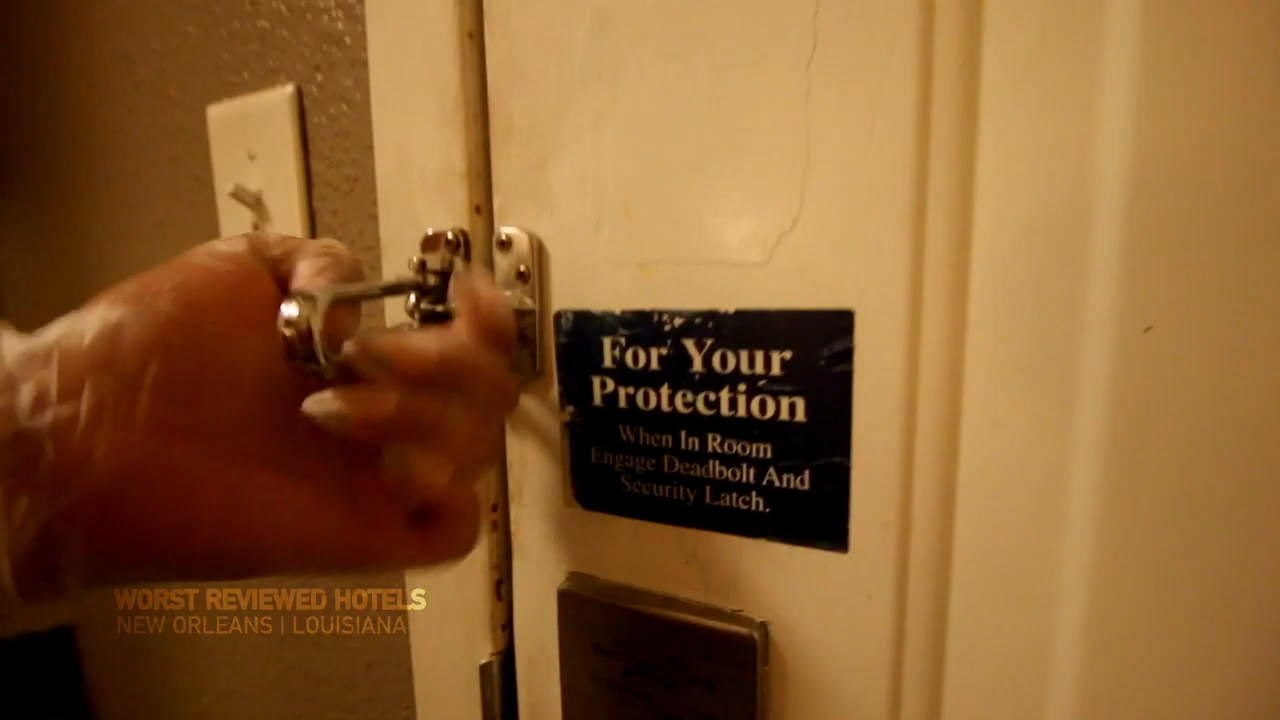 For Your
Protection
When In Room
Engage Deadbolt And
Security Latch.
WORST REVIEWED HOTELS
NEW ORLEANS | LOUISIANA